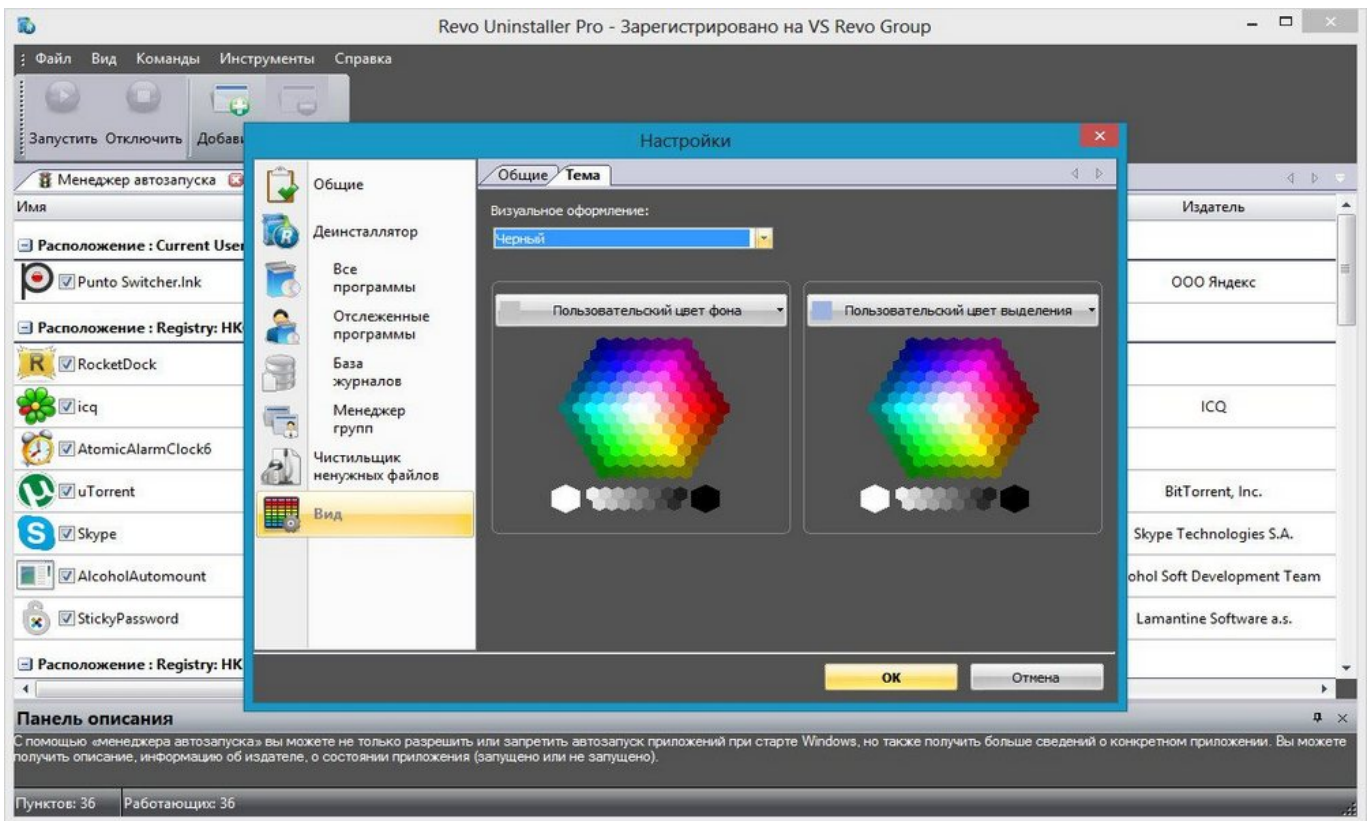 Revo Uninstaller Pro - Зарегистрировано на VS Revo Group
Файл Вид Команды Инструменты Справка
Запустить Отключить
Менеджер автозапуска
Имя
Издатель
Расположение : Current User
Punto Switcher.lnk
ООО Яндекс
Расположение : Registry: HK
RocketDock
icq
ICQ
AtomicAlarmClock6
uTorrent
BitTorrent, Inc.
Skype
Skype Technologies S.A.
AlcoholAutomount
ohol Soft Development Team
StickyPassword
Lamantine Software a.s.
Расположение : Registry: HK
Настройки
Общие
Деинсталлятор
Все
программы
Отслеженные
программы
База
журналов
Менеджер
групп
Чистильщик
ненужных файлов
Вид
Общие Тема
Визуальное оформление:
Черный
Пользовательский цвет фона
Пользовательский цвет выделения
OK
Отмена
Панель описания
С помощью «менеджера автозапуска» вы можете не только разрешить или запретить автозапуск приложений при старте Windows, но также получить больше сведений о конкретном приложении. Вы можете
получить описание, информацию об издателе, о состоянии приложения (запущено или не запущено).
Пунктов: 36 Работающих: 36